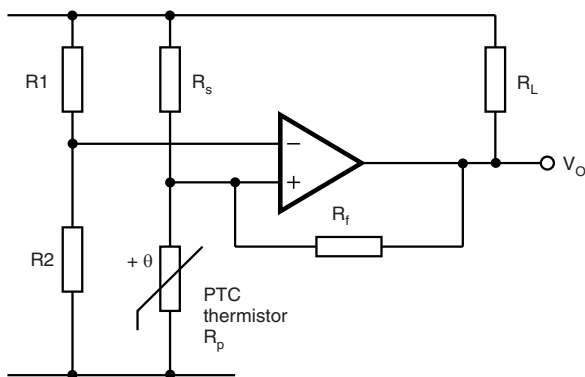 R1
Rs
RL
−
+
VO
Rf
R2
+ θ
PTC
thermistor
Rp